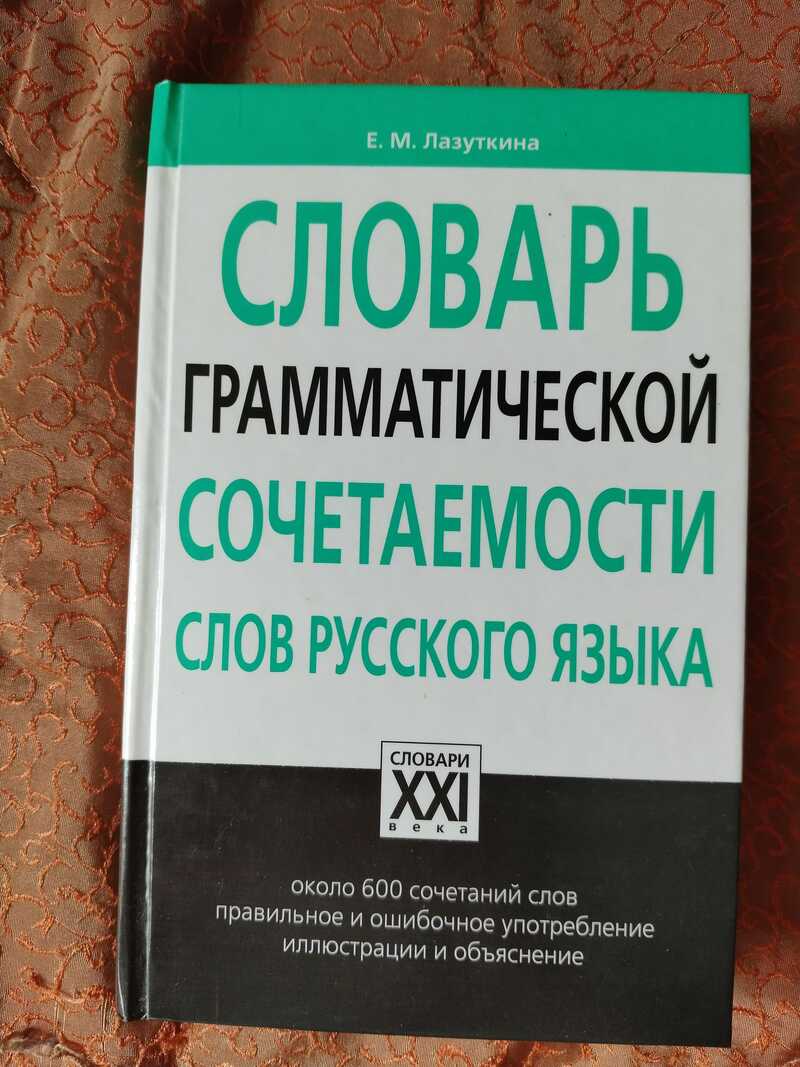 Е. М. Лазуткина
СЛОВАРЬ
ГРАММАТИЧЕСКОЙ
СОЧЕТАЕМОСТИ
СЛОВ РУССКОГО ЯЗЫКА
СЛОВАРИ
XXI
века
около 600 сочетаний слов
правильное и ошибочное употребление
иллюстрации и объяснение